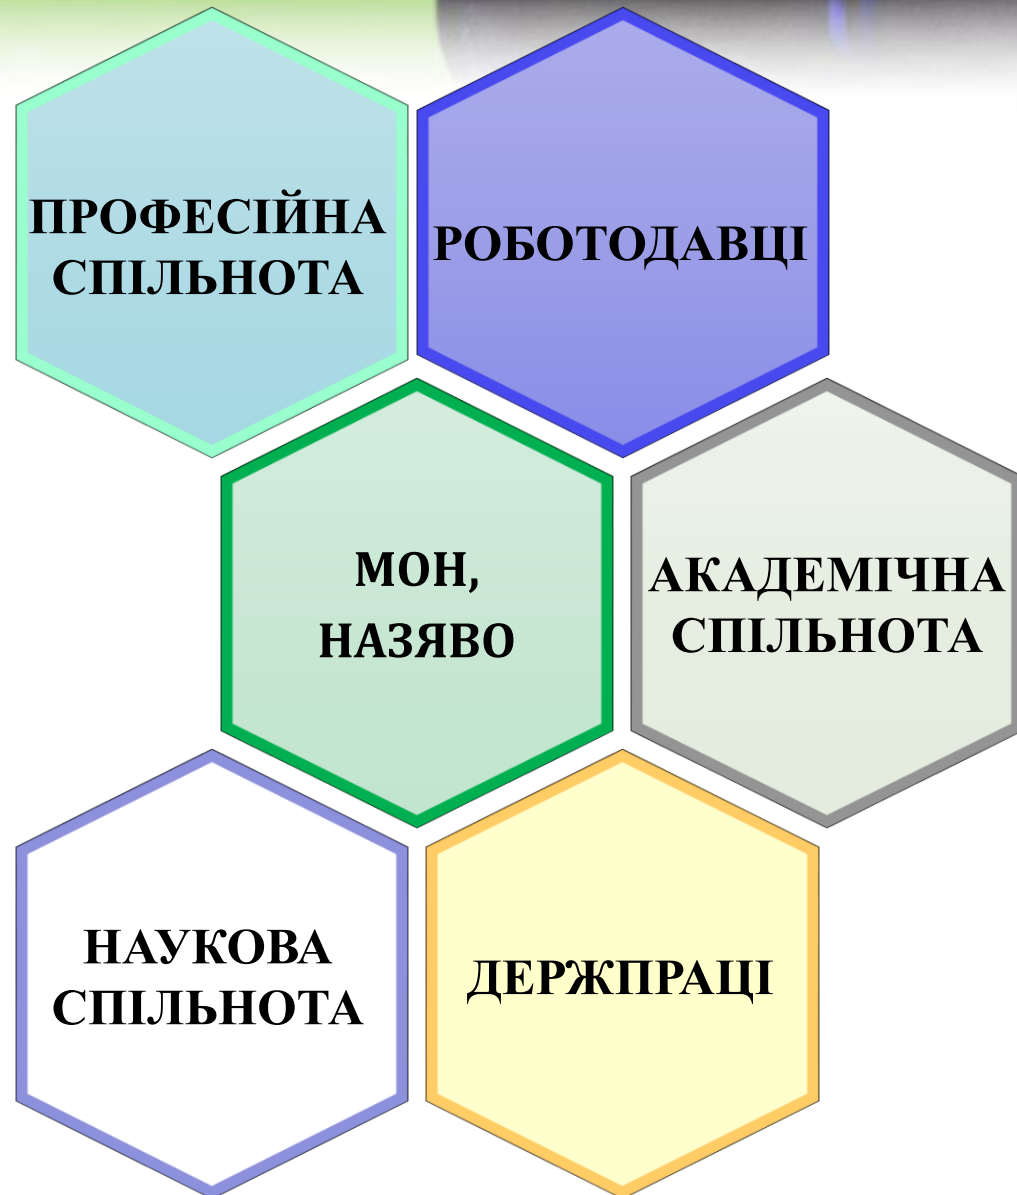 ПРОФЕСІЙНА
СПІЛЬНОТА
РОБОТОДАВЦІ
МОН,
НАЗЯВО
АКАДЕМІЧНА
СПІЛЬНОТА
НАУКОВА
СПІЛЬНОТА
ДЕРЖПРАЦІ